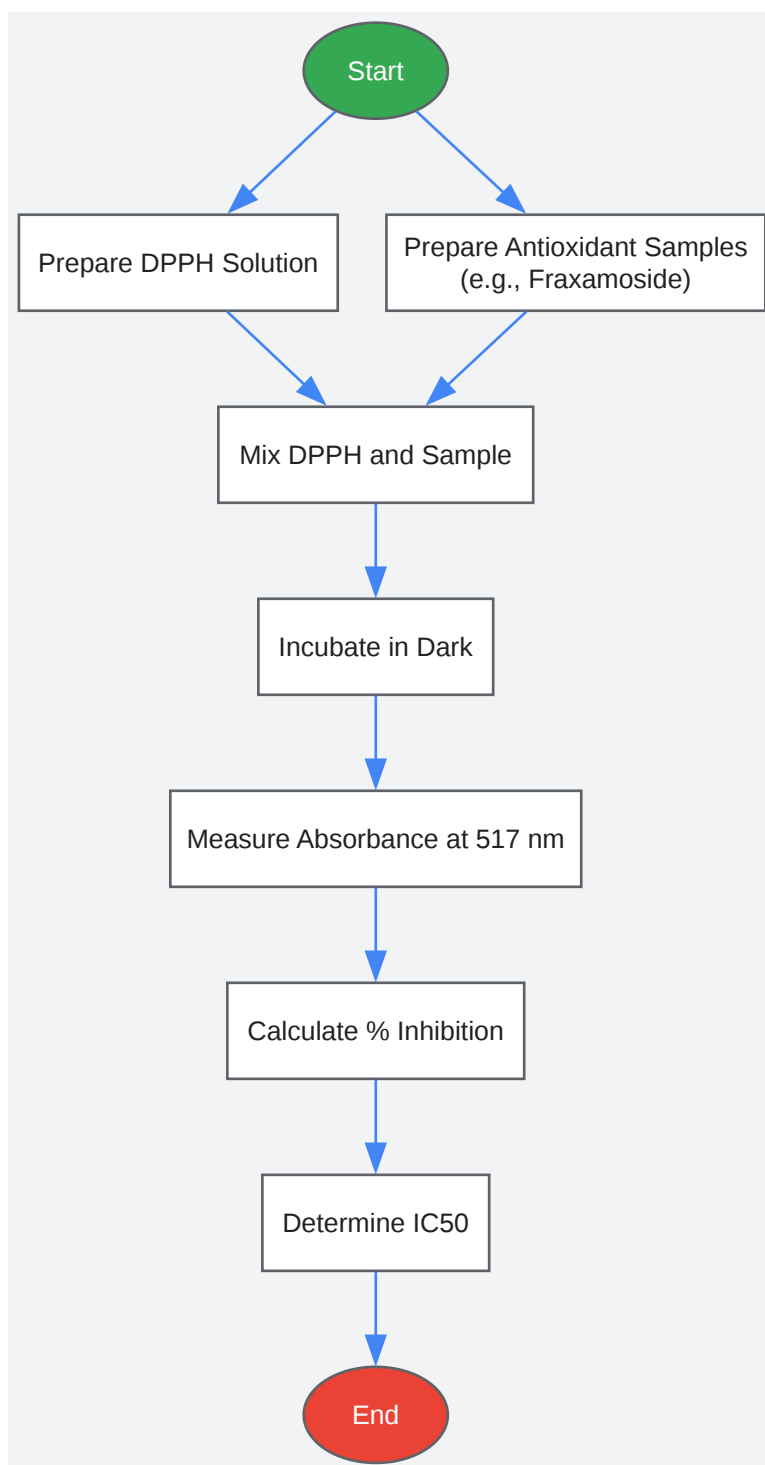 Start
Prepare DPPH Solution
Prepare Antioxidant Samples
(e.g., Fraxamoside)
Mix DPPH and Sample
Incubate in Dark
Measure Absorbance at 517 nm
Calculate % Inhibition
Determine IC50
End